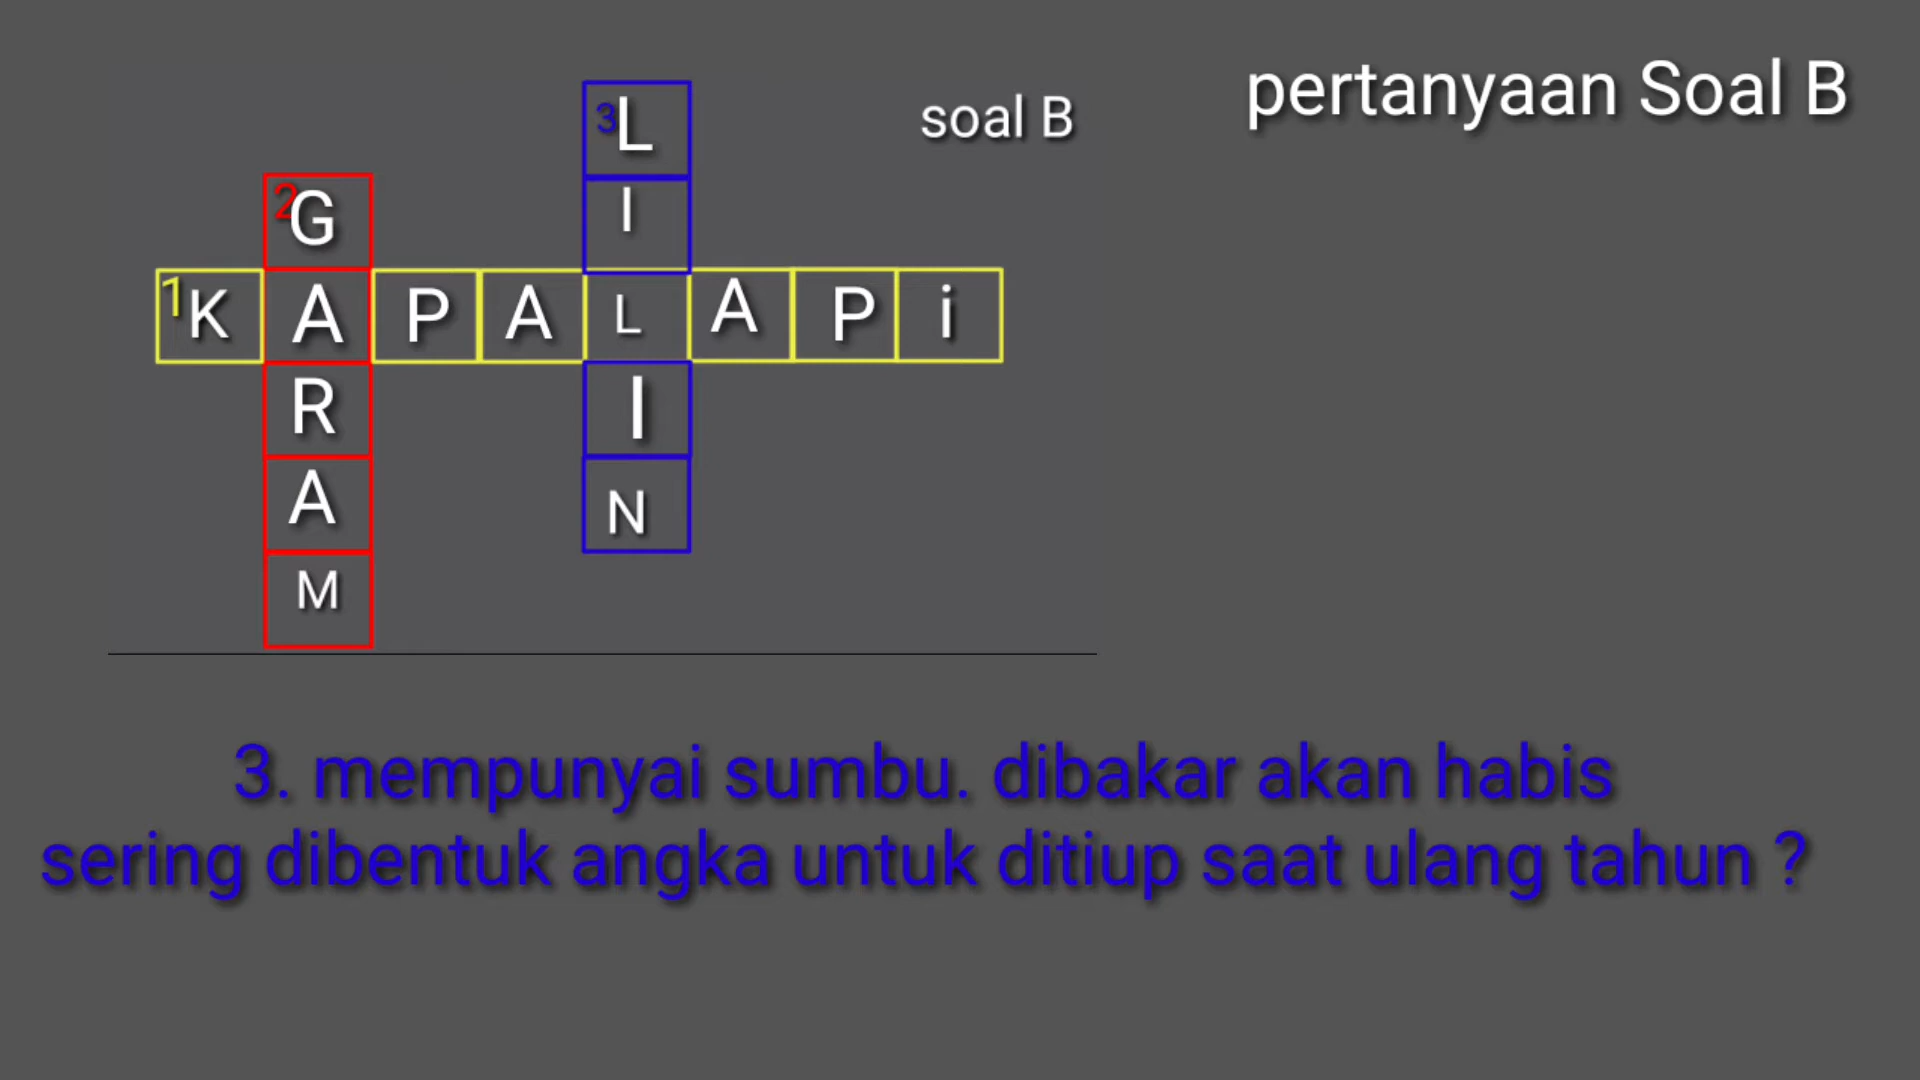 pertanyaan Soal B
soal B
3L
I
2G
1K A P A L A P i
R
I
A
N
M
3. mempunyai sumbu. dibakar akan habis
sering dibentuk angka untuk ditiup saat ulang tahun ?